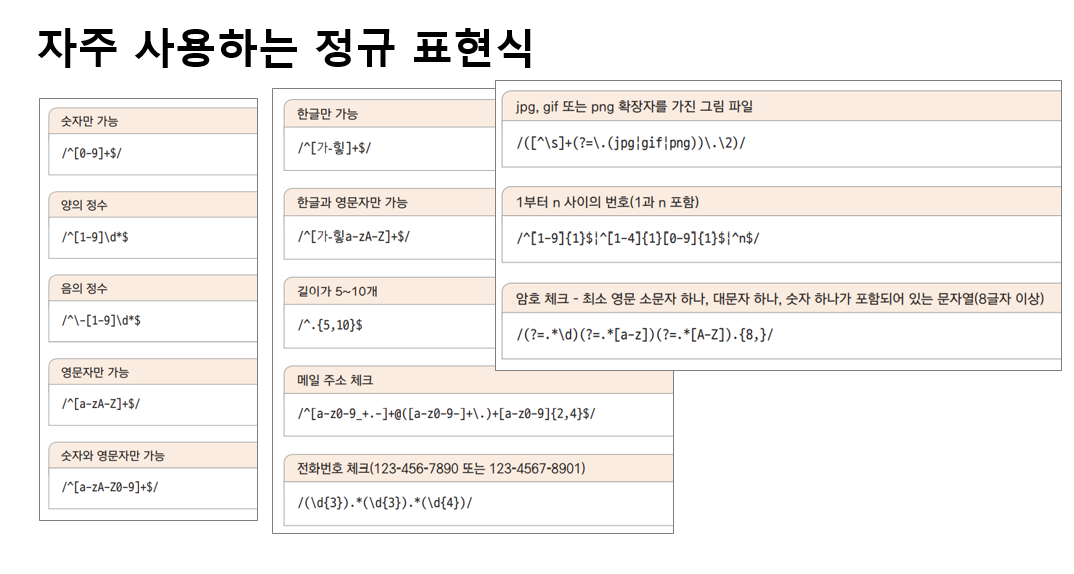 자주 사용하는 정규 표현식
숫자만 가능
/^[0-9]+$/
양의 정수
/^[1-9]\d*$
음의 정수
/^\-[1-9]\d*$
영문자만 가능
/^[a-zA-Z]+$/
숫자와 영문자만 가능
/^[a-zA-Z0-9]+$/
한글만 가능
/^[가-힣]+$/
한글과 영문자만 가능
/^[가-힣a-zA-Z]+$/
길이가 5~10개
/^.{5,10}$
메일 주소 체크
/^[a-z0-9_+.-]+@([a-z0-9-]+\.)+[a-z0-9]{2,4}$/
전화번호 체크(123-456-7890 또는 123-4567-8901)
/(\d{3}).*(\d{3}).*(\d{4})/
jpg, gif 또는 png 확장자를 가진 그림 파일
/([^\s]+(?=\.(jpg¦gif¦png))\.\2)/
1부터 n 사이의 번호(1과 n 포함)
/^[1-9]{1}$¦^[1-4]{1}[0-9]{1}$¦^n$/
암호 체크 - 최소 영문 소문자 하나, 대문자 하나, 숫자 하나가 포함되어 있는 문자열(8글자 이상)
/(?=.*\d)(?=.*[a-z])(?=.*[A-Z]).{8,}/